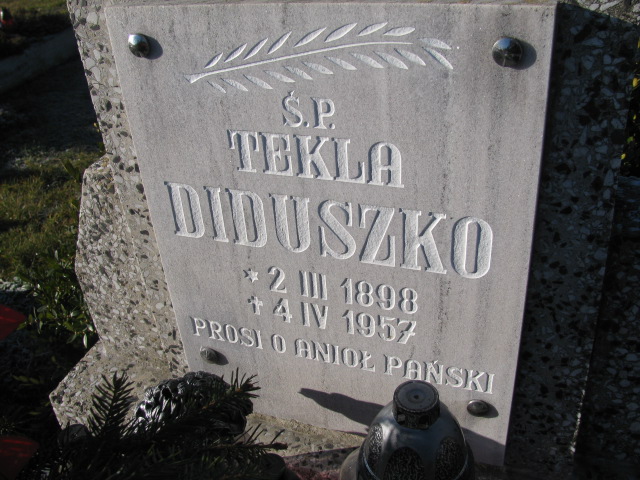 Ś.P.
TEKLA
DIDUSZKO
* 2 III 1898
+ 4 IV 1957
PROSI O ANIOŁ PAŃSKI